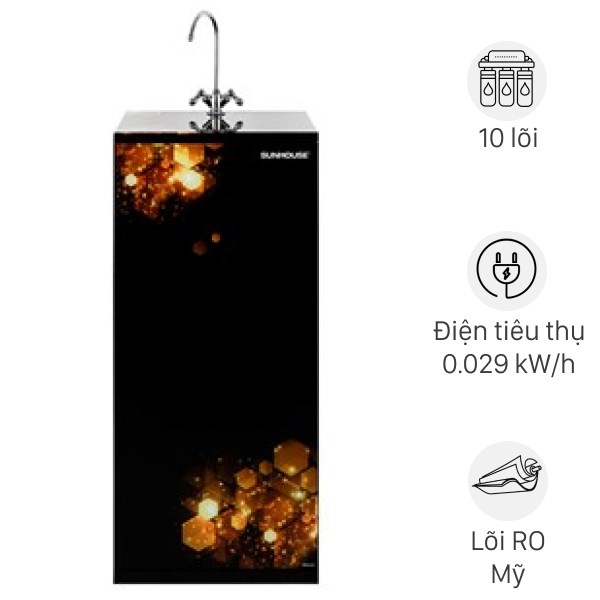 SUNHOUSE
10 lõi
Điện tiêu thụ
0.029 kW/h
Lõi RO
Mỹ